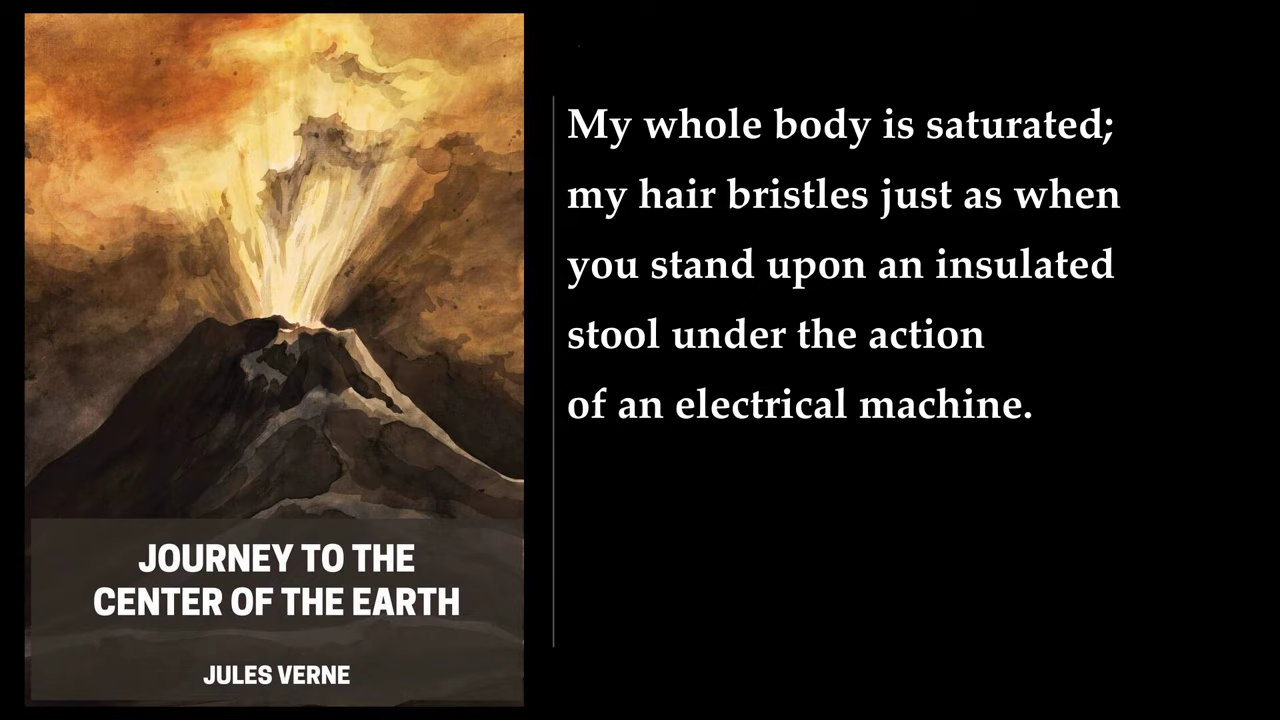 My whole body is saturated;
my hair bristles just as when
you stand upon an insulated
stool under the action
of an electrical machine.
JOURNEY TO THE
CENTER OF THE EARTH
JULES VERNE